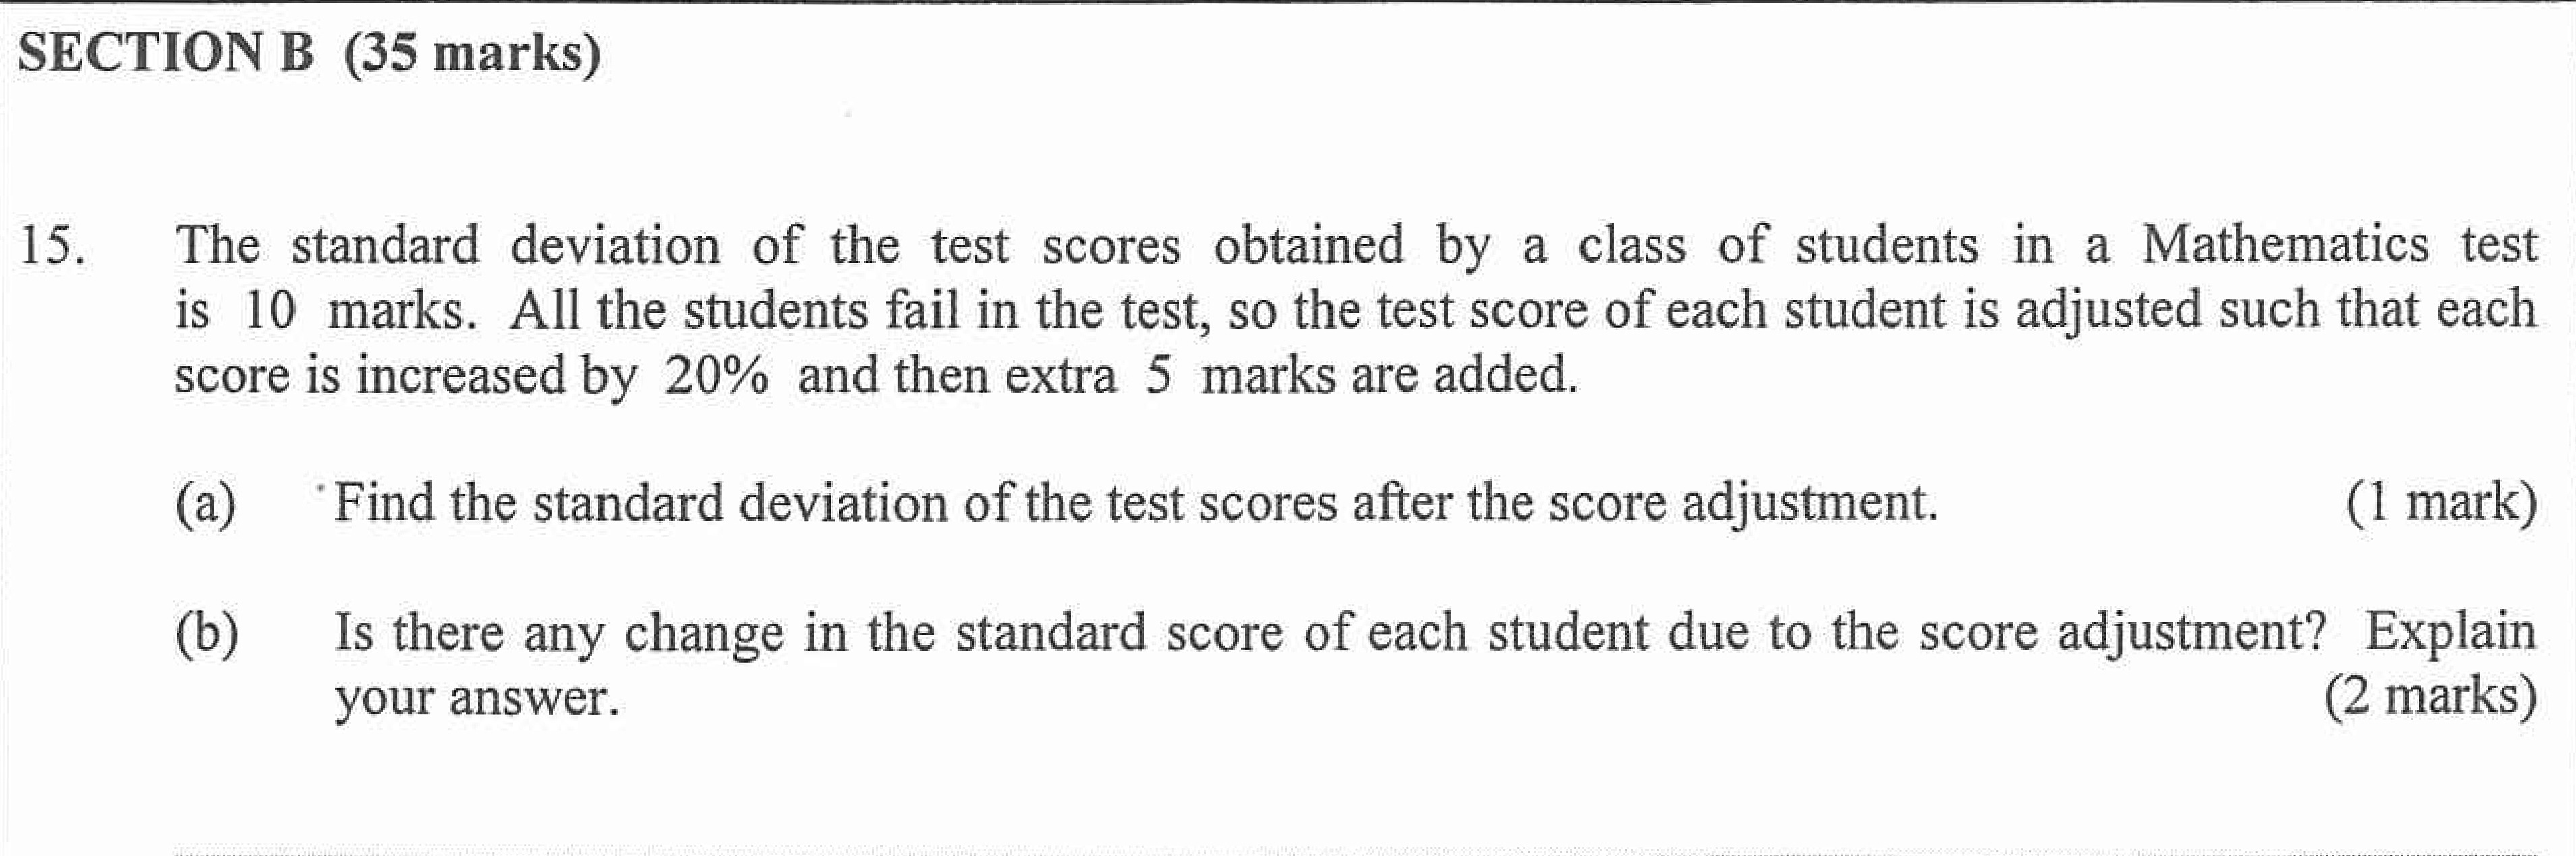 SECTION B (35 marks)
15. The standard deviation of the test scores obtained by a class of students in a Mathematics test
is 10 marks. All the students fail in the test, so the test score of each student is adjusted such that each
score is increased by 20% and then extra 5 marks are added.
(a) Find the standard deviation of the test scores after the score adjustment. (1 mark)
(b) Is there any change in the standard score of each student due to the score adjustment? Explain
your answer. (2 marks)